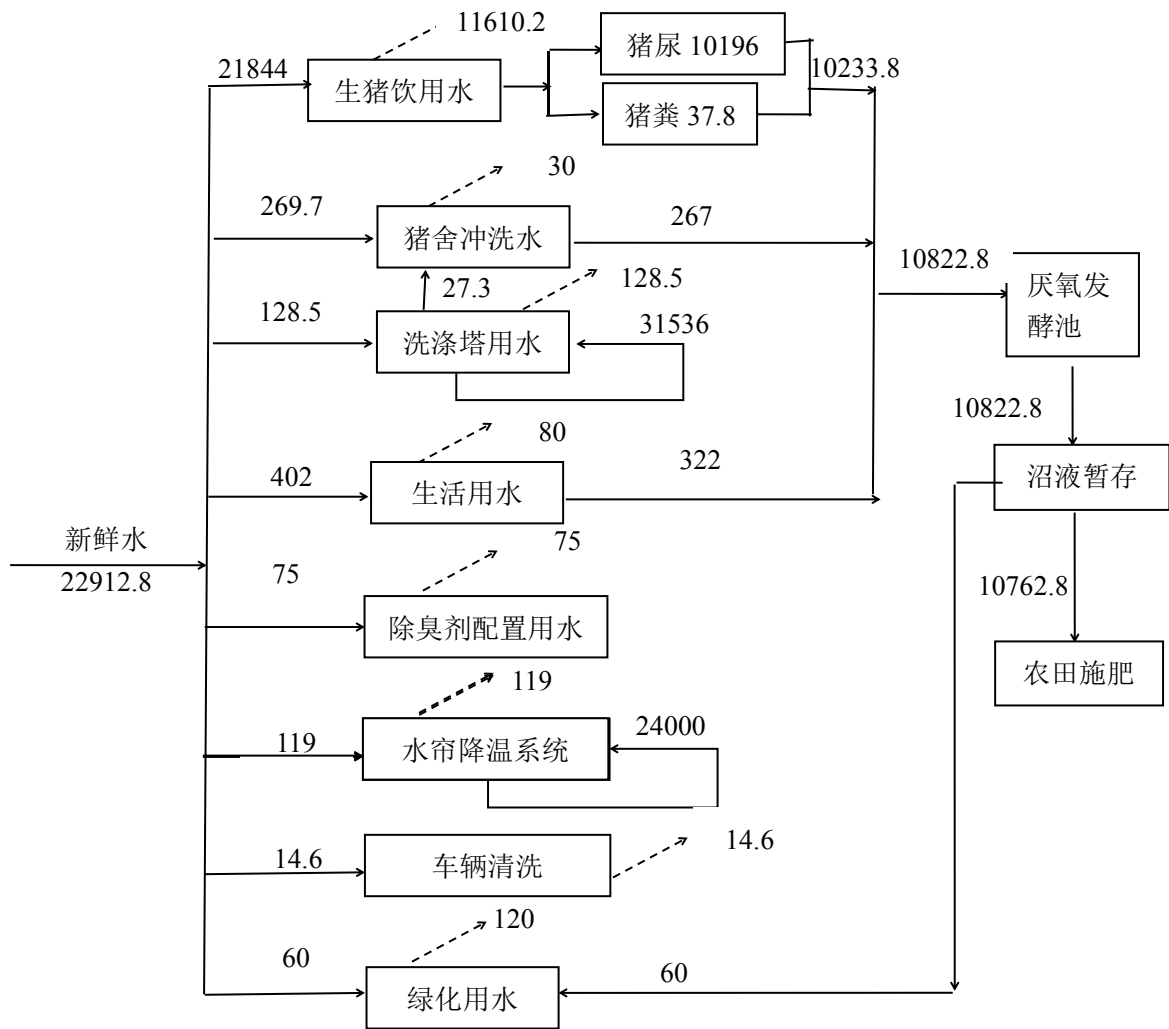 11610.2
21844
生猪饮用水
猪尿 10196
猪粪 37.8
10233.8
30
269.7
猪舍冲洗水
267
27.3
128.5
128.5
洗涤塔用水
31536
10822.8
厌氧发
酵池
10822.8
80
402
生活用水
322
沼液暂存
新鲜水
22912.8
75
75
除臭剂配置用水
10762.8
农田施肥
119
119
水帘降温系统
24000
14.6
车辆清洗
14.6
120
60
绿化用水
60